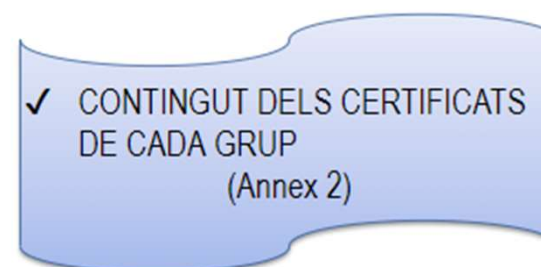 ✓ CONTINGUT DELS CERTIFICATS
DE CADA GRUP
(Annex 2)